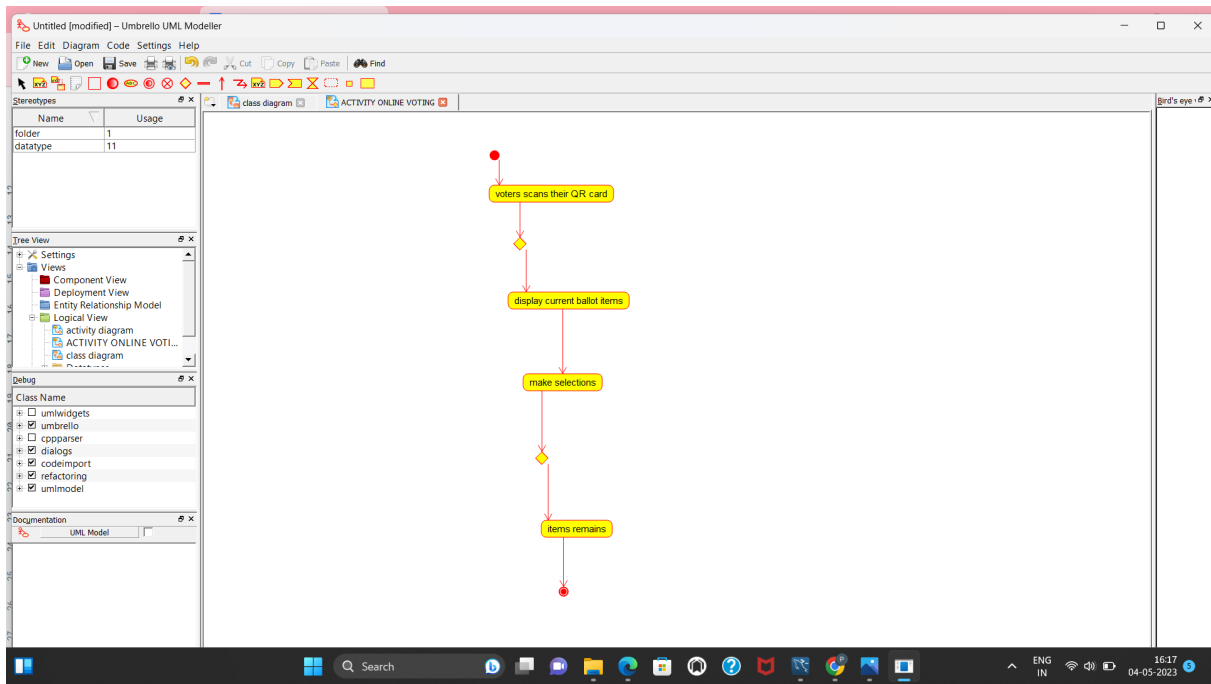 Untitled [modified] – Umbrello UML Modeller
File Edit Diagram Code Settings Help
New Open Save Cut Copy Paste Find
Stereotypes
class diagram
ACTIVITY ONLINE VOTING
Bird's eye
Name Usage
folder 1
datatype 11
voters scans their QR card
Tree View
Settings
Views
Component View
Deployment View
Entity Relationship Model
Logical View
activity diagram
ACTIVITY ONLINE VOTI...
class diagram
display current ballot items
make selections
items remains
Debug
Class Name
umlwidgets
umbrello
cppparser
dialogs
codeimport
refactoring
umlmodel
Documentation
UML Model
Search
ENG
IN
16:17
04-05-2023
5